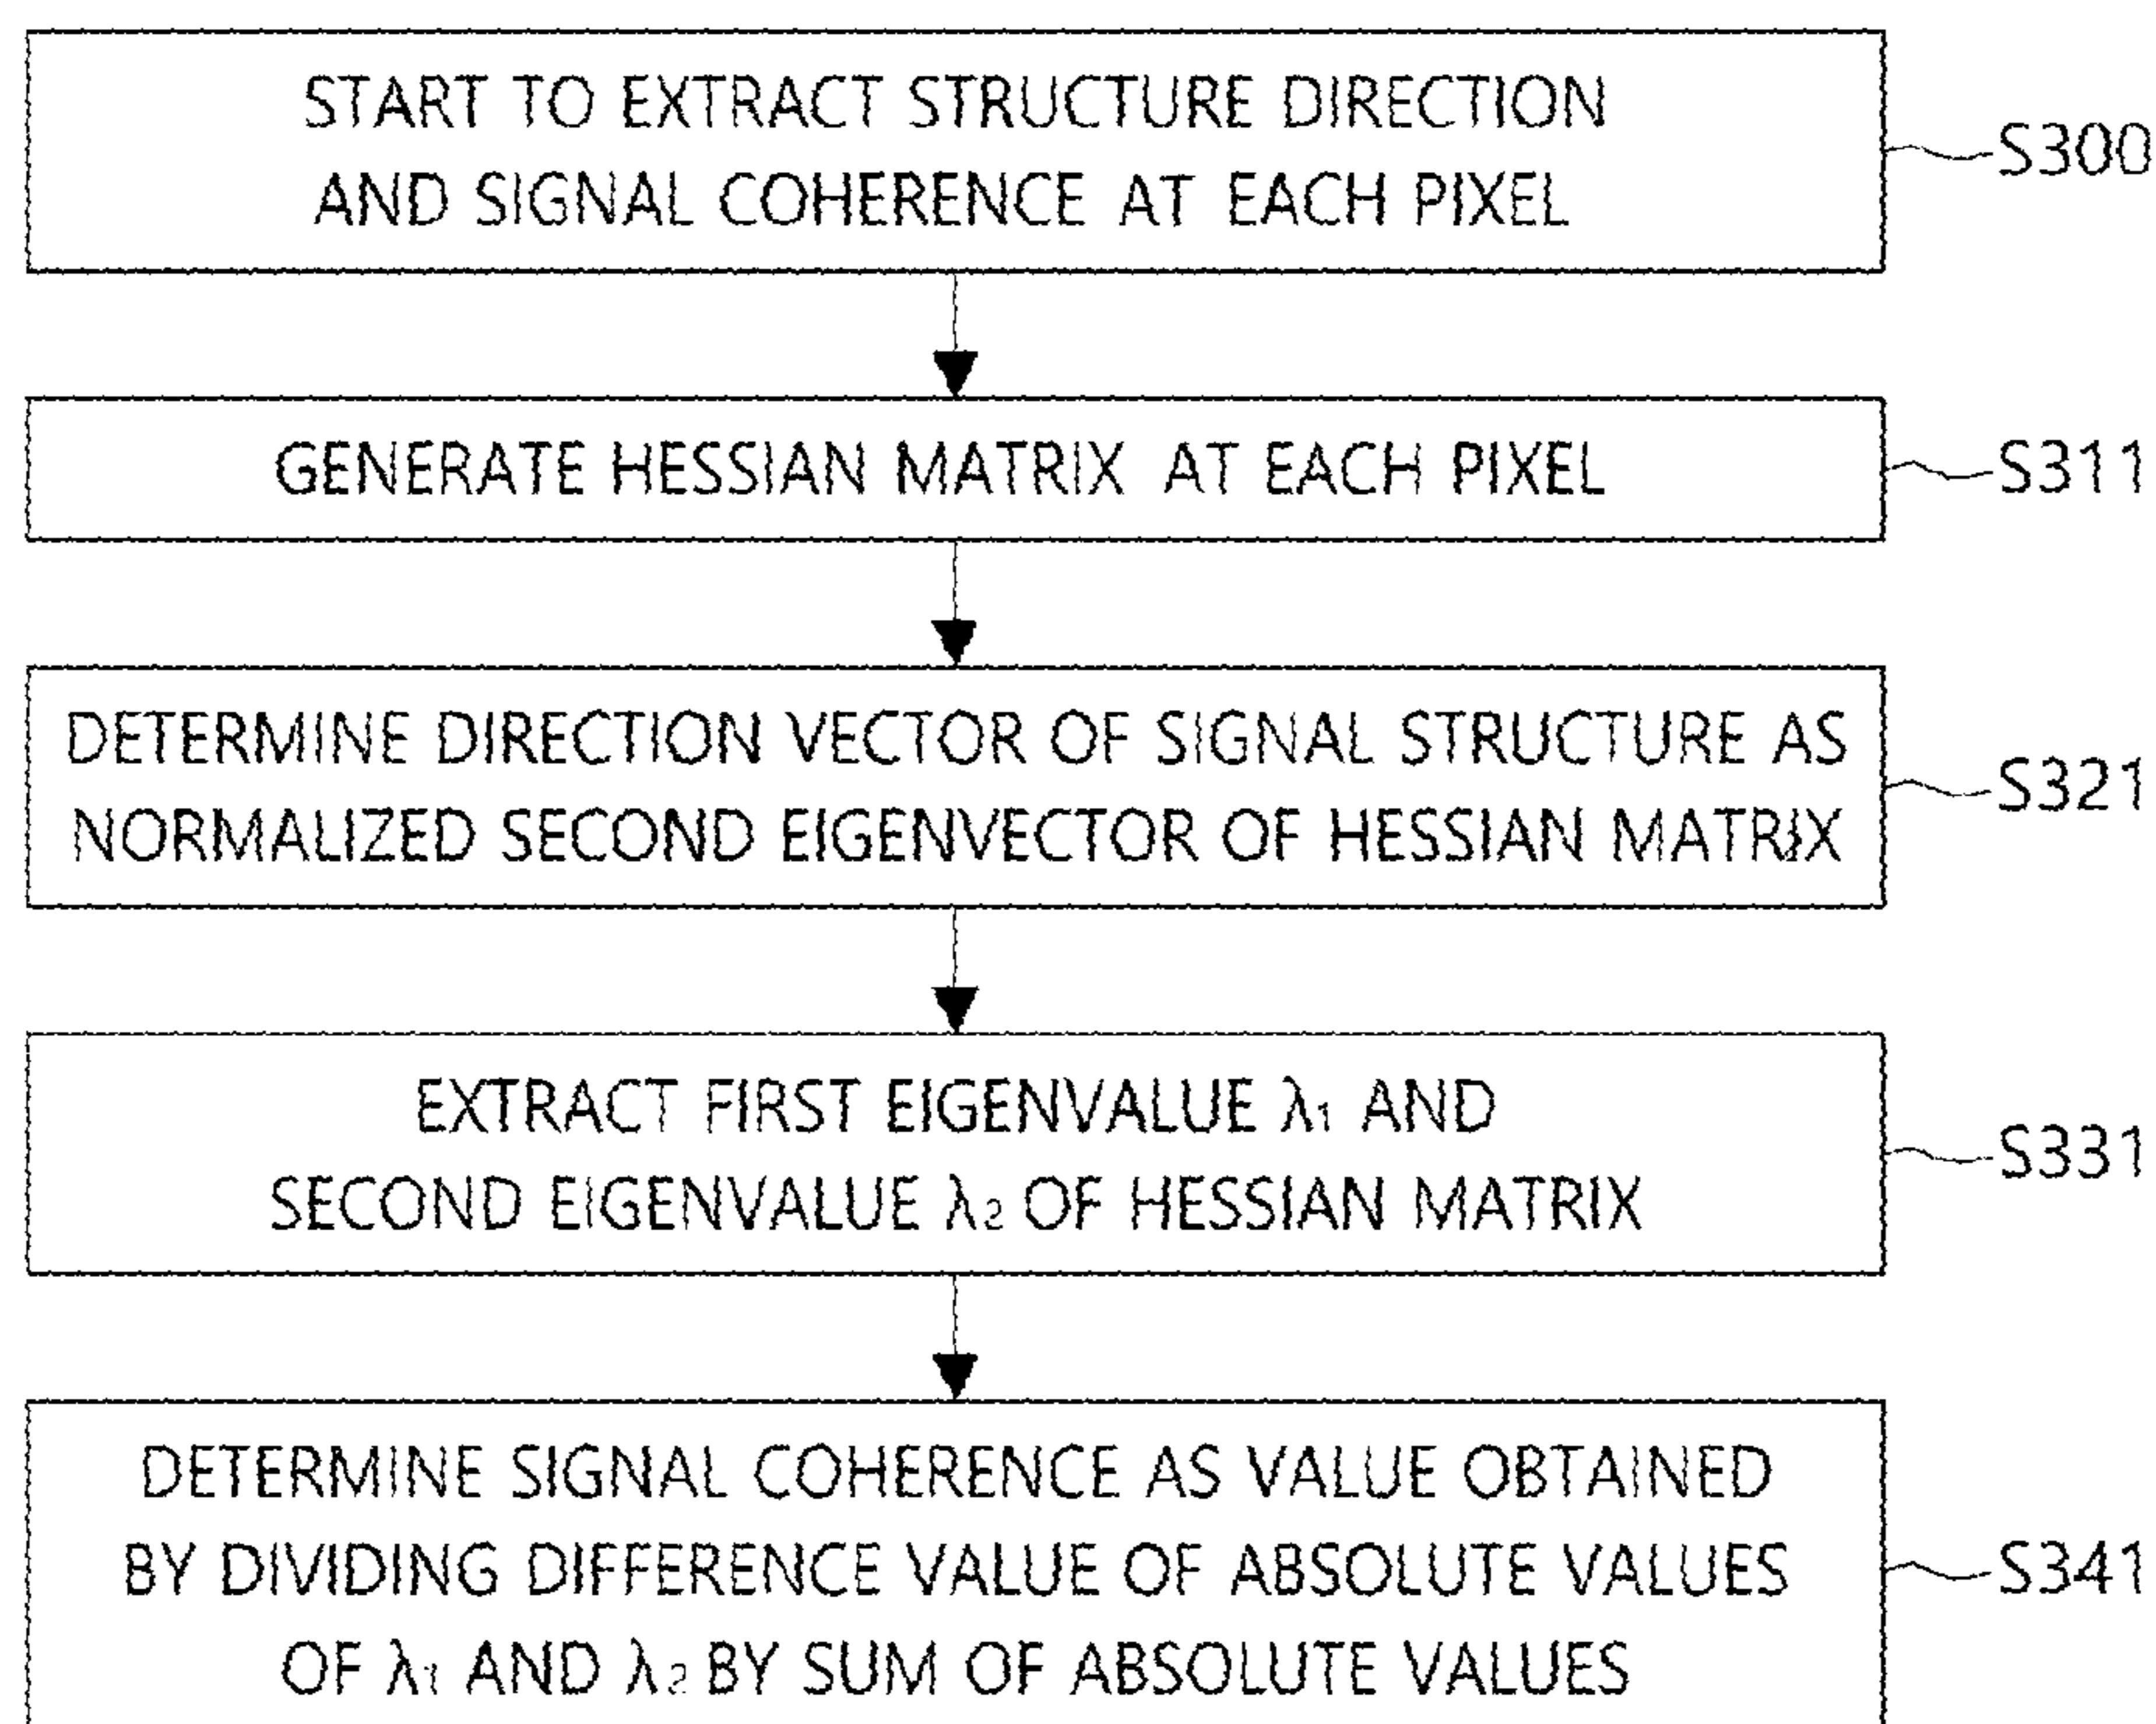 START TO EXTRACT STRUCTURE DIRECTION
AND SIGNAL COHERENCE AT EACH PIXEL
S300
GENERATE HESSIAN MATRIX AT EACH PIXEL
S311
DETERMINE DIRECTION VECTOR OF SIGNAL STRUCTURE AS
NORMALIZED SECOND EIGENVECTOR OF HESSIAN MATRIX
S321
EXTRACT FIRST EIGENVALUE λ₁ AND
SECOND EIGENVALUE λ₂ OF HESSIAN MATRIX
S331
DETERMINE SIGNAL COHERENCE AS VALUE OBTAINED
BY DIVIDING DIFFERENCE VALUE OF ABSOLUTE VALUES
OF λ₁ AND λ₂ BY SUM OF ABSOLUTE VALUES
S341